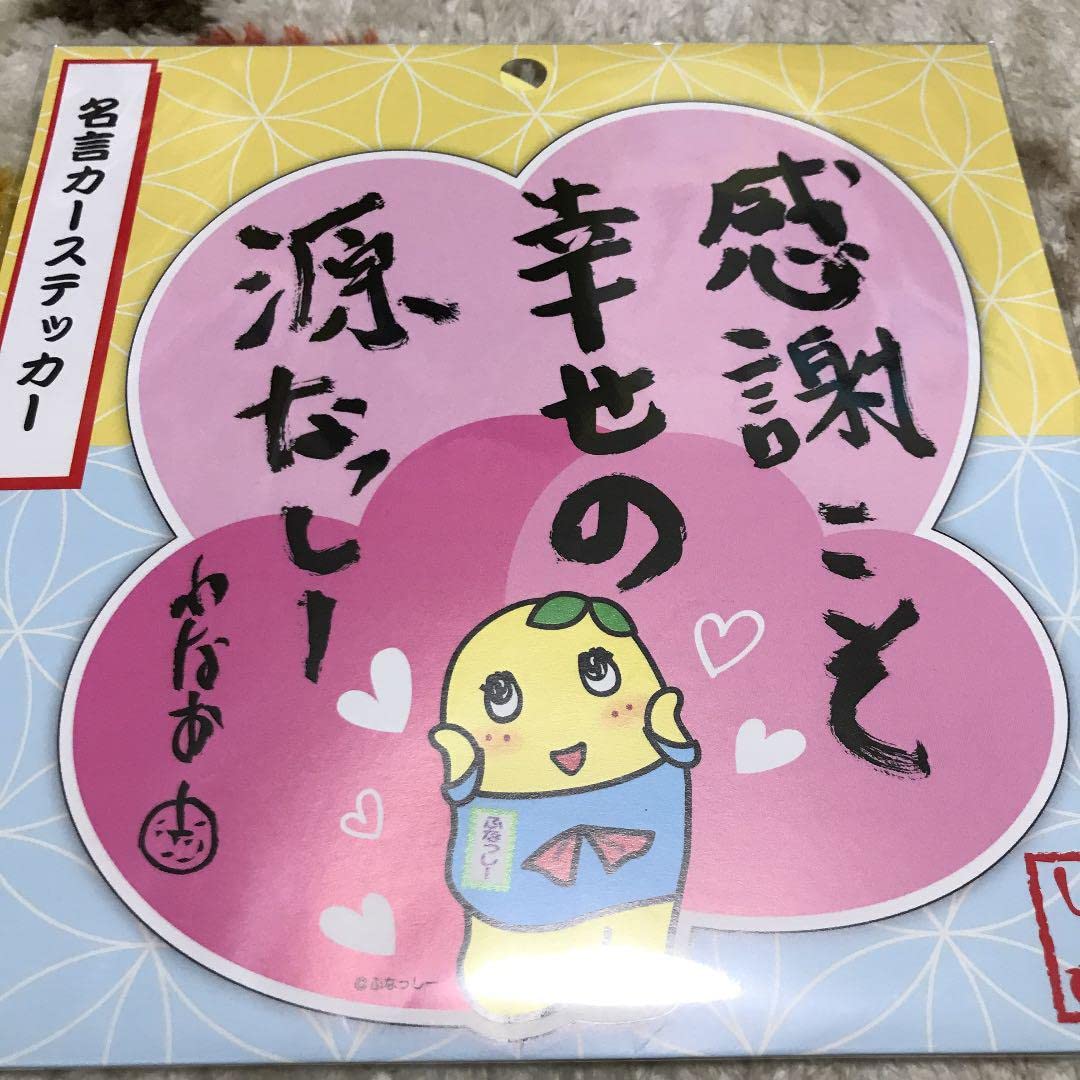 名言カーステッカー
感謝こそ
幸せの
源なっしー
ふなお
ふなっしー
©ふなっしー